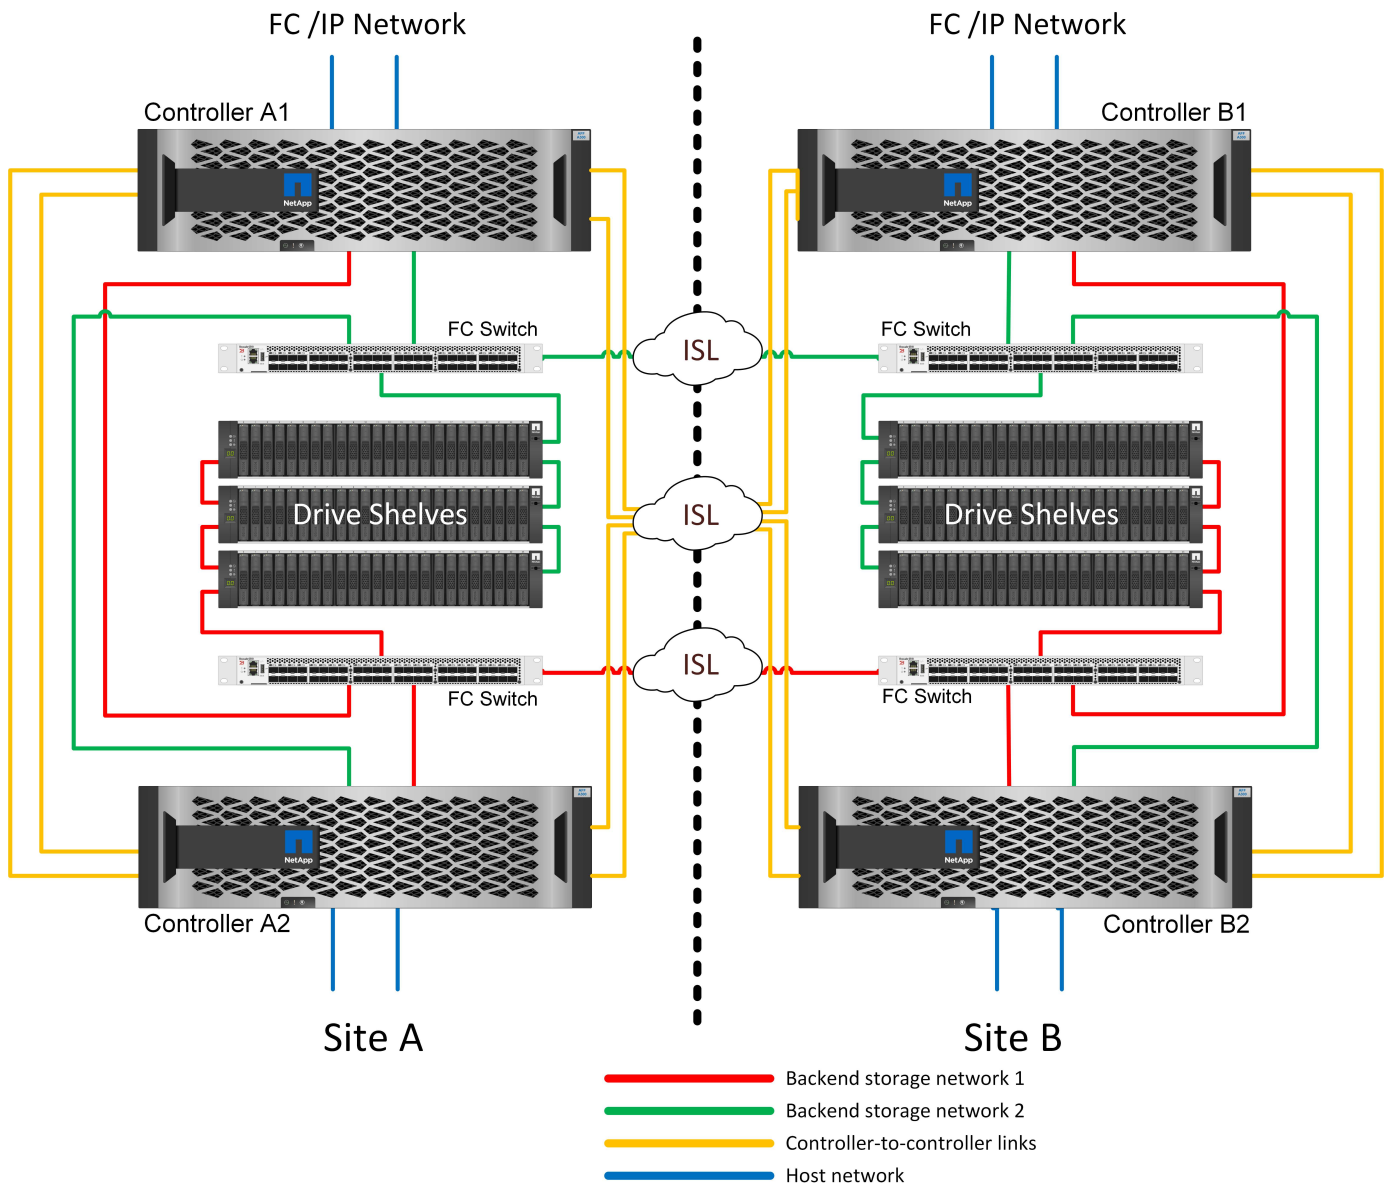 FC /IP Network
FC /IP Network
Controller A1
Controller B1
NetApp
NetApp
FC Switch
ISL
FC Switch
Drive Shelves
ISL
Drive Shelves
ISL
FC Switch
FC Switch
NetApp
NetApp
Controller A2
Controller B2
Site A
Site B
Backend storage network 1
Backend storage network 2
Controller-to-controller links
Host network